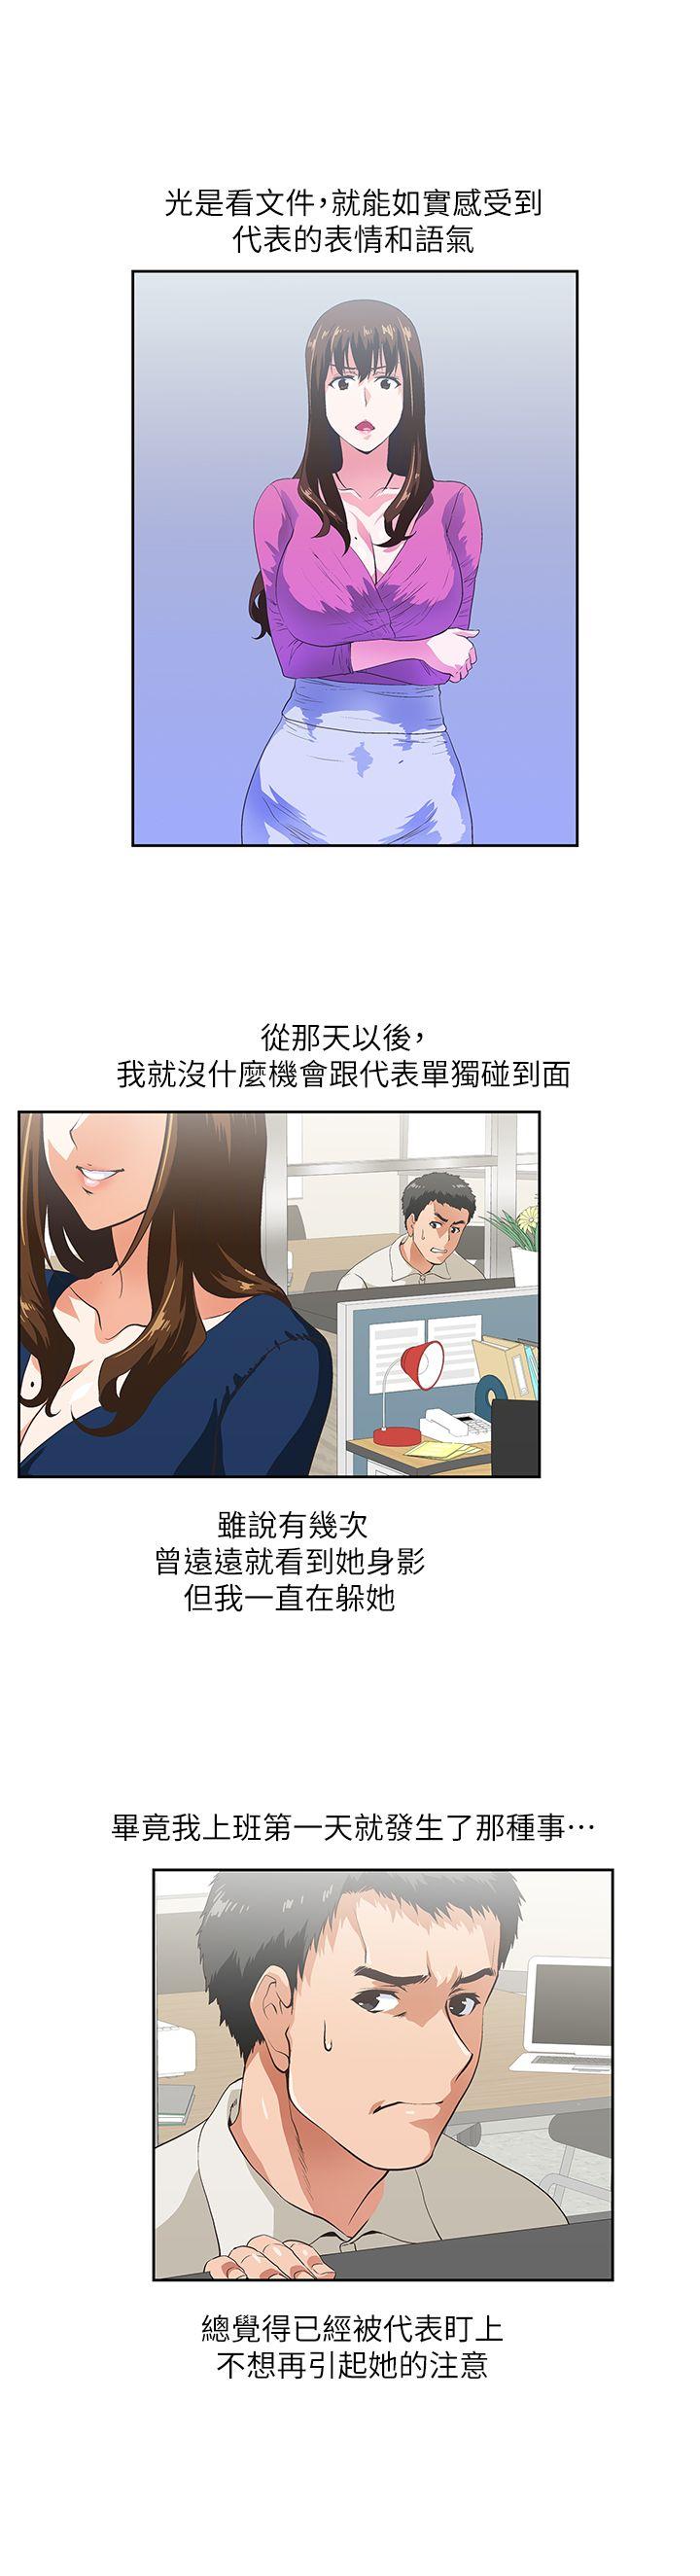 光是看文件,就能如實感受到
代表的表情和語氣
從那天以後,
我就沒什麼機會跟代表單獨碰到面
雖說有幾次
曾遠遠就看到她身影
但我一直在躲她
畢竟我上班第一天就發生了那種事⋯
總覺得已經被代表盯上
不想再引起她的注意